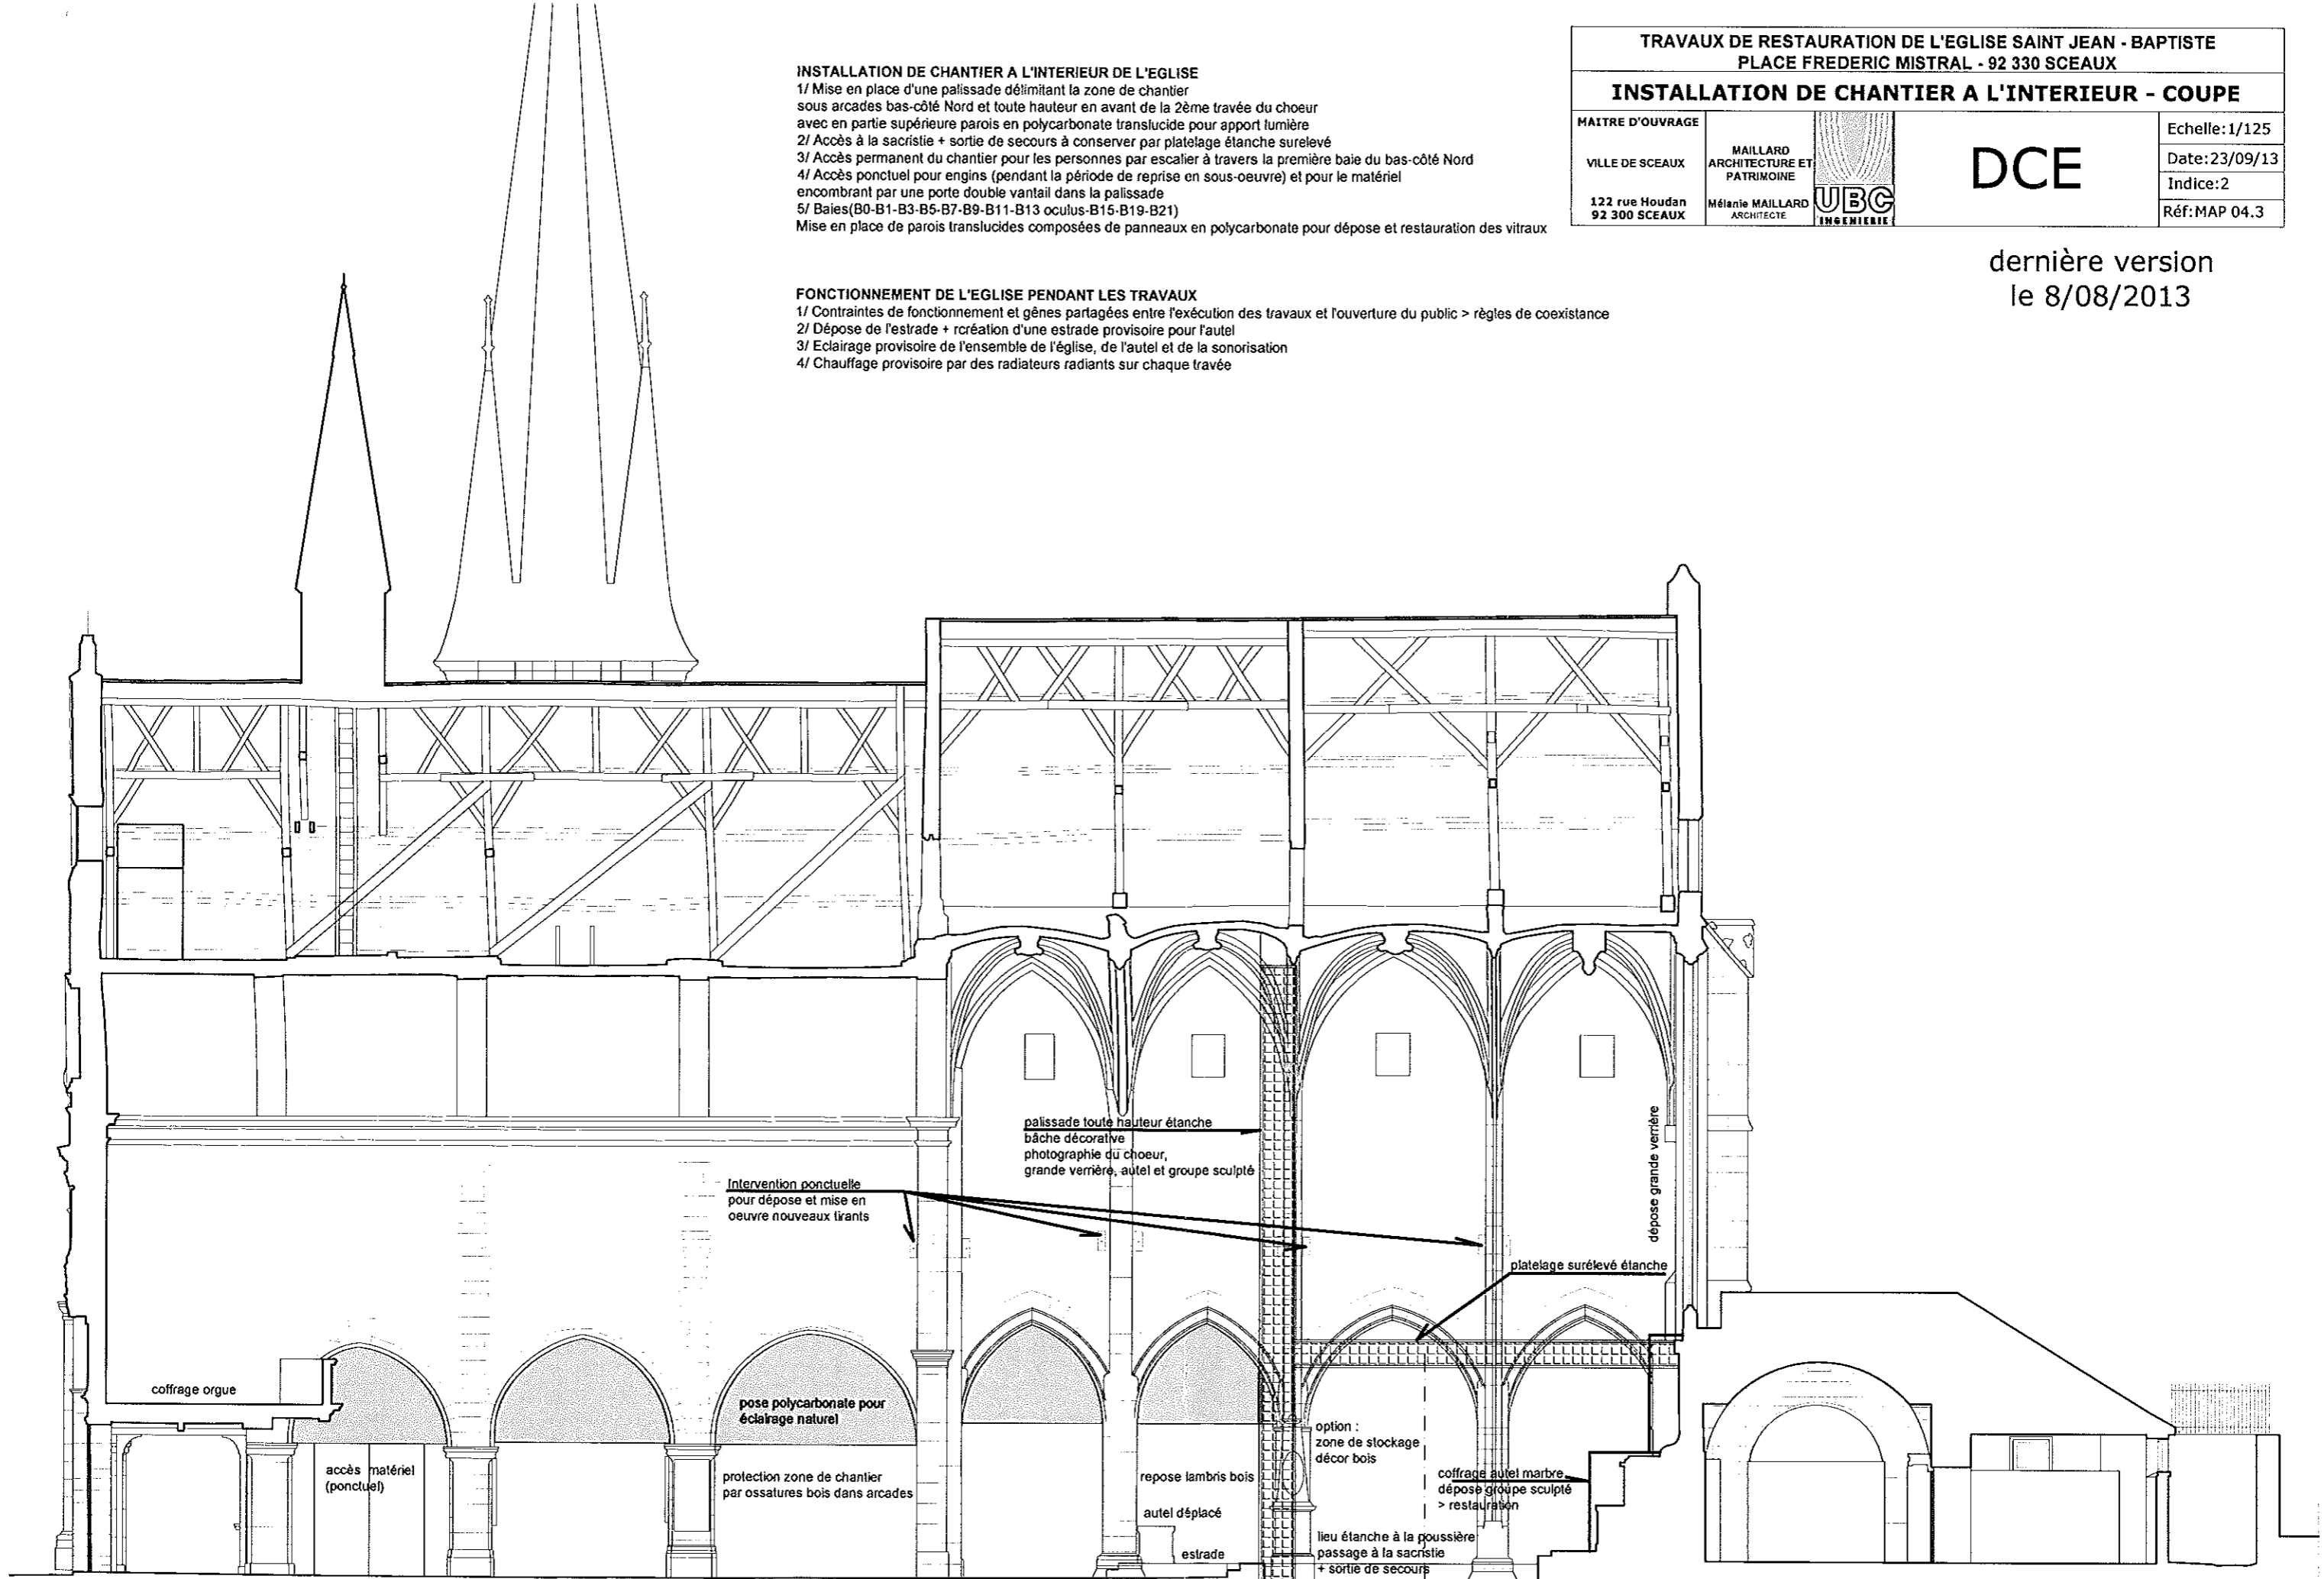 INSTALLATION DE CHANTIER A L'INTERIEUR DE L'EGLISE
1/ Mise en place d'une palissade délimitant la zone de chantier
sous arcades bas-côté Nord et toute hauteur en avant de la 2ème travée du choeur
avec en partie supérieure parois en polycarbonate translucide pour apport lumière
2/ Accès à la sacristie + sortie de secours à conserver par platelage étanche surelevé
3/ Accès permanent du chantier pour les personnes par escalier à travers la première baie du bas-côté Nord
4/ Accès ponctuel pour engins (pendant la période de reprise en sous-oeuvre) et pour le matériel
encombrant par une porte double vantail dans la palissade
5/ Baies(B0-B1-B3-B5-B7-B9-B11-B13 oculus-B15-B19-B21)
Mise en place de parois translucides composées de panneaux en polycarbonate pour dépose et restauration des vitraux
FONCTIONNEMENT DE L'EGLISE PENDANT LES TRAVAUX
1/ Contraintes de fonctionnement et gênes partagées entre l'exécution des travaux et l'ouverture du public > règles de coexistance
2/ Dépose de l'estrade + rcréation d'une estrade provisoire pour l'autel
3/ Eclairage provisoire de l'ensemble de l'église, de l'autel et de la sonorisation
4/ Chauffage provisoire par des radiateurs radiants sur chaque travée
TRAVAUX DE RESTAURATION DE L'EGLISE SAINT JEAN - BAPTISTE
PLACE FREDERIC MISTRAL - 92 330 SCEAUX
INSTALLATION DE CHANTIER A L'INTERIEUR - COUPE
MAITRE D'OUVRAGE
VILLE DE SCEAUX
122 rue Houdan
92 300 SCEAUX
MAILLARD
ARCHITECTURE ET
PATRIMOINE
Mélanie MAILLARD
ARCHITECTE
UBC
INGENIERIE
DCE
Echelle:1/125
Date:23/09/13
Indice:2
Réf:MAP 04.3
dernière version
le 8/08/2013
palissade toute hauteur étanche
bâche décorative
photographie du choeur,
grande verrière, autel et groupe sculpté
Intervention ponctuelle
pour dépose et mise en
oeuvre nouveaux tirants
dépose grande verrière
platelage surélevé étanche
coffrage orgue
pose polycarbonate pour
éclairage naturel
accès matériel
(ponctuel)
protection zone de chantier
par ossatures bois dans arcades
repose lambris bois
autel déplacé
estrade
option :
zone de stockage
décor bois
coffrage autel marbre
dépose groupe sculpté
> restauration
lieu étanche à la poussière
passage à la sacristie
+ sortie de secours